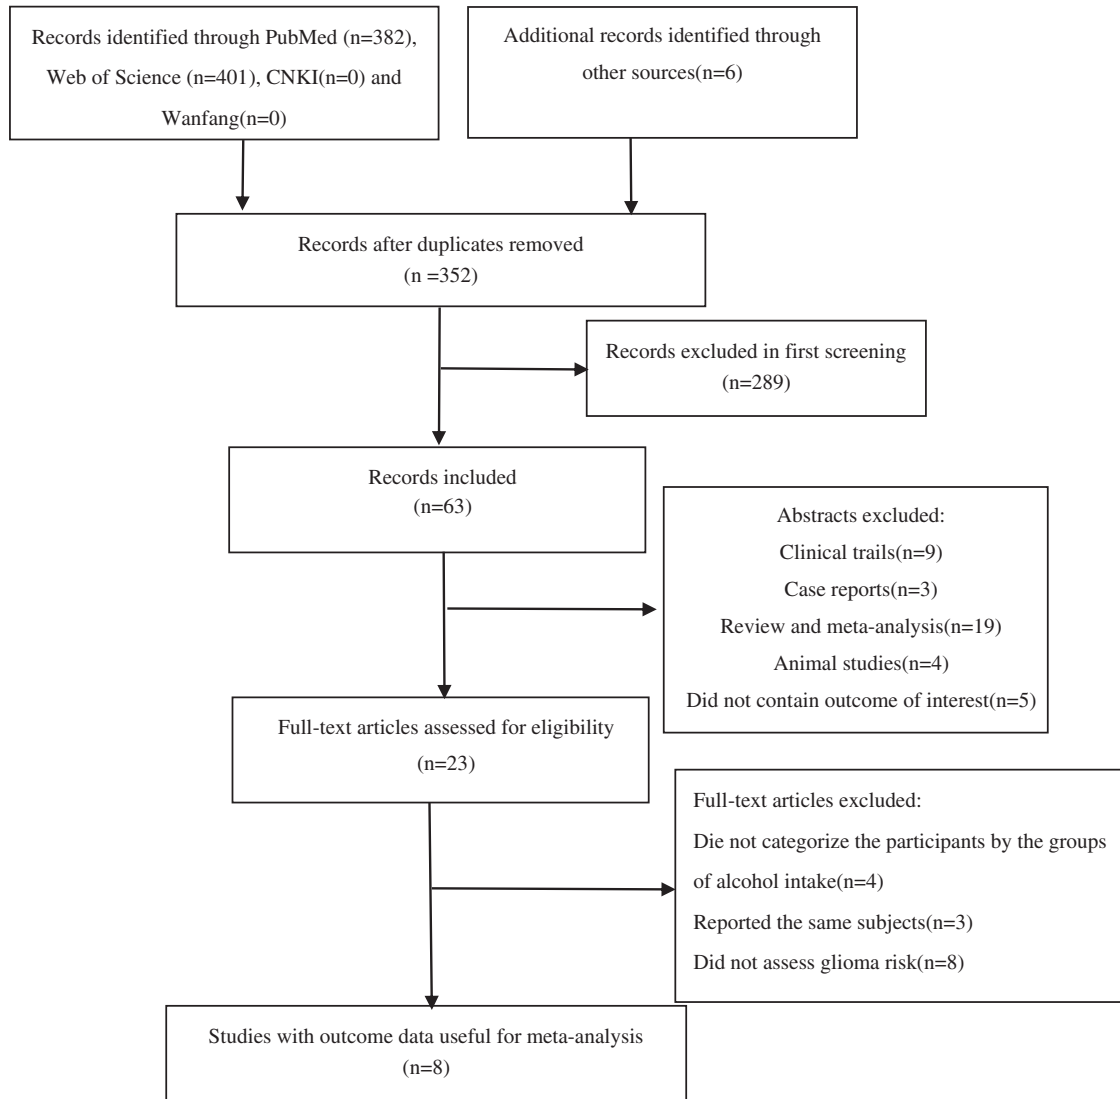 Records identified through PubMed (n=382),
Web of Science (n=401), CNKI(n=0) and
Wanfang(n=0)
Additional records identified through
other sources(n=6)
Records after duplicates removed
(n =352)
Records excluded in first screening
(n=289)
Records included
(n=63)
Abstracts excluded:
Clinical trails(n=9)
Case reports(n=3)
Review and meta-analysis(n=19)
Animal studies(n=4)
Did not contain outcome of interest(n=5)
Full-text articles assessed for eligibility
(n=23)
Full-text articles excluded:
Die not categorize the participants by the groups
of alcohol intake(n=4)
Reported the same subjects(n=3)
Did not assess glioma risk(n=8)
Studies with outcome data useful for meta-analysis
(n=8)